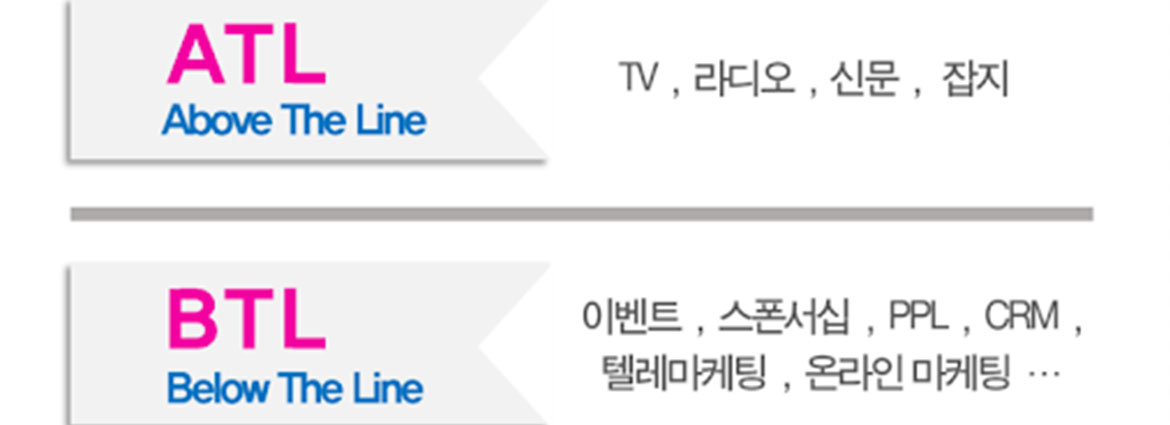 ATL
Above The Line
TV , 라디오 , 신문 , 잡지
BTL
Below The Line
이벤트 , 스폰서십 , PPL , CRM ,
텔레마케팅 , 온라인 마케팅 ···